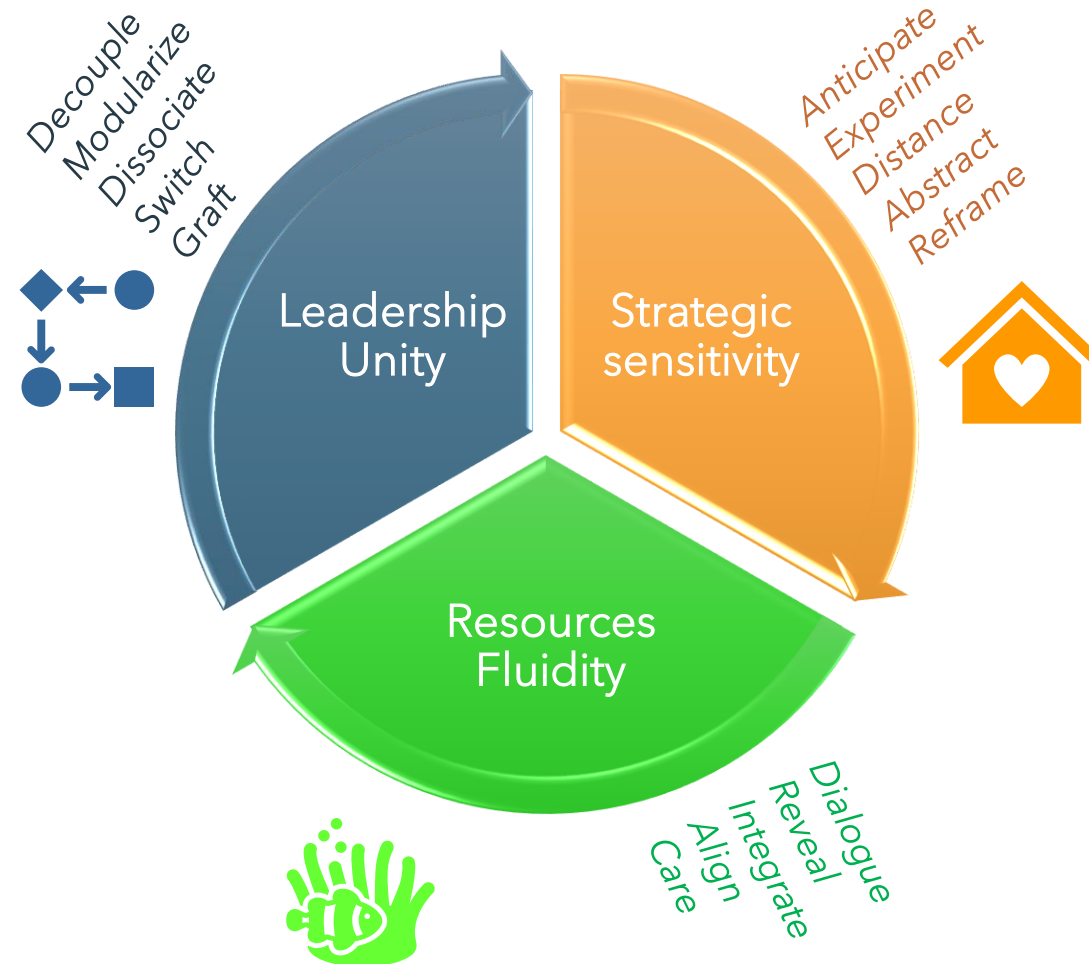 Decouple
Modularize
Dissociate
Switch
Graft
Anticipate
Experiment
Distance
Abstract
Reframe
Leadership
Unity
Strategic
sensitivity
Resources
Fluidity
Dialogue
Reveal
Integrate
Align
Care